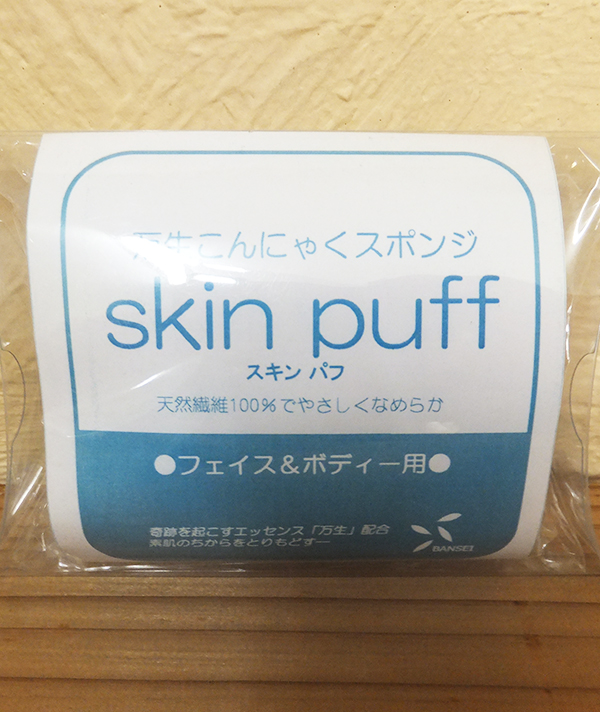 万生こんにゃくスポンジ
skin puff
スキン パフ
天然繊維100%でやさしくなめらか
●フェイス&ボディー用●
奇跡を起こすエッセンス「万生」配合
素肌のちからをとりもどすー
BANSEI